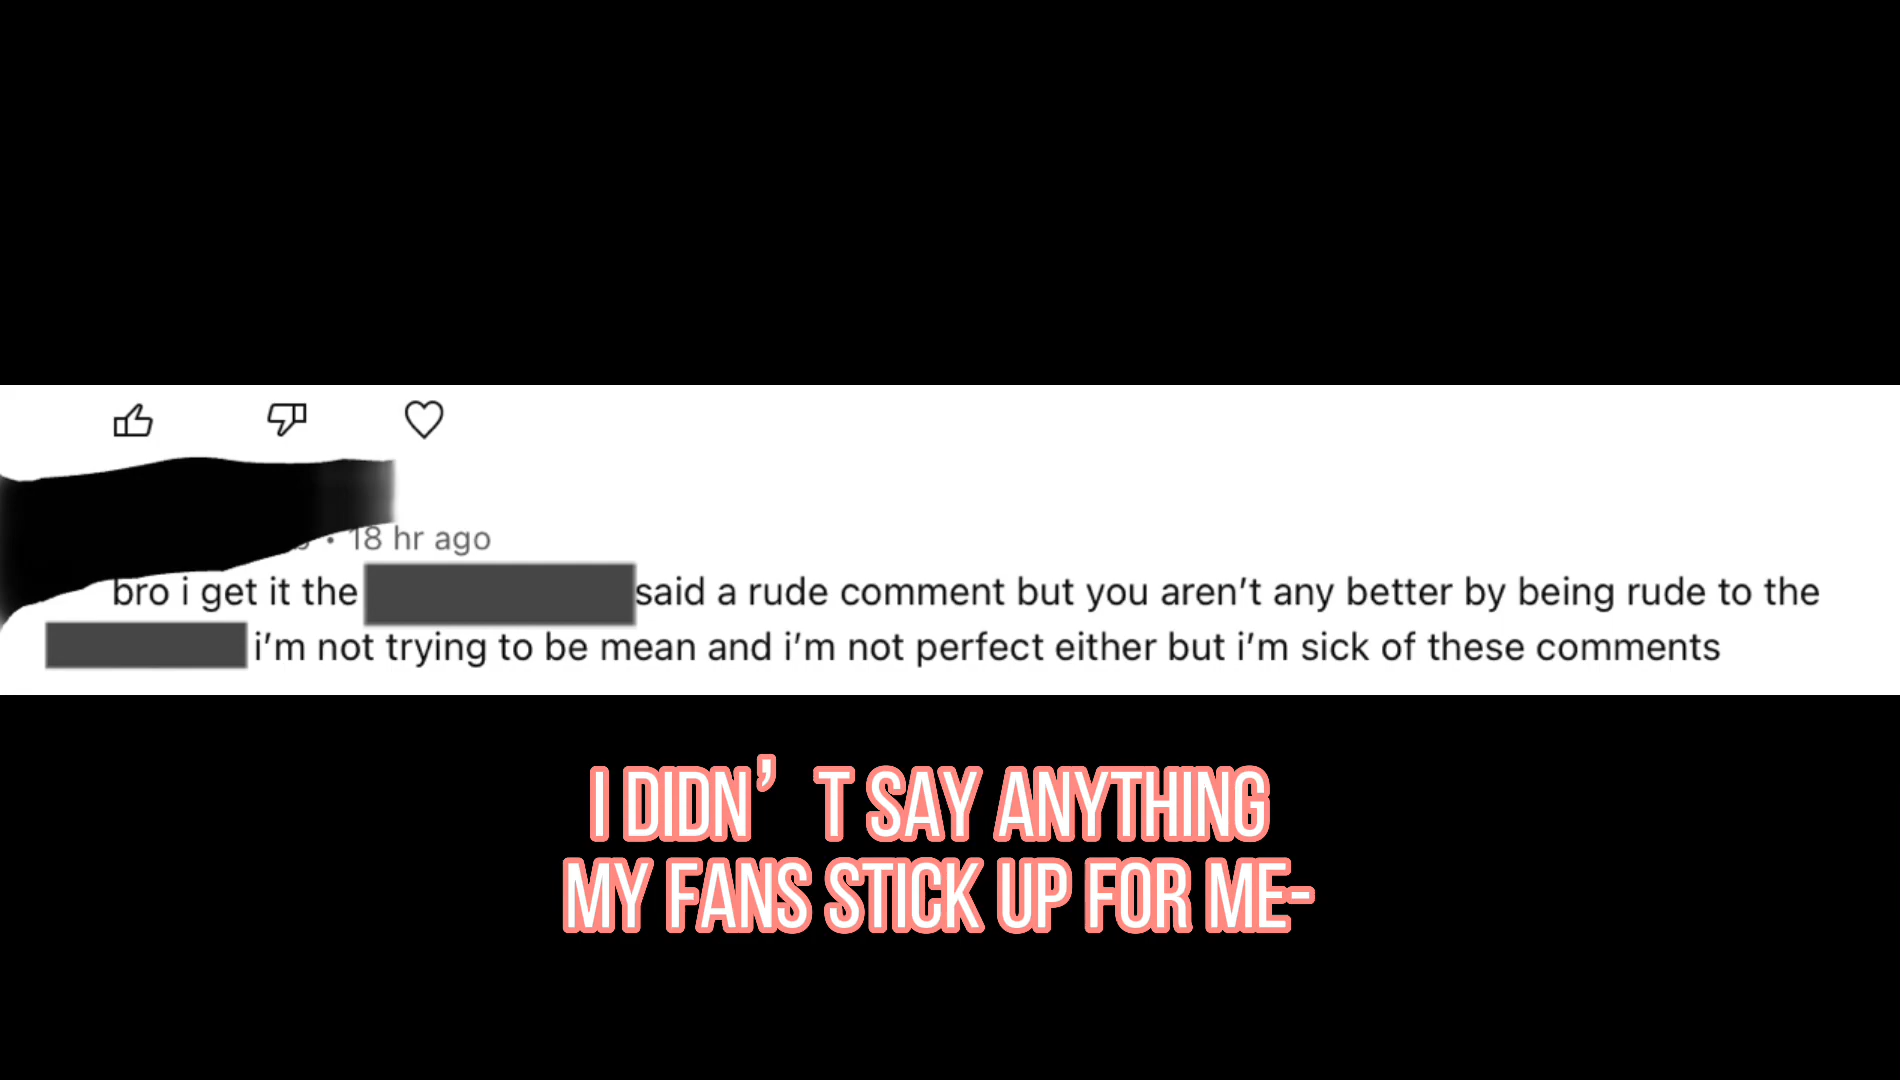 • 18 hr ago
bro i get it the said a rude comment but you aren’t any better by being rude to the
i’m not trying to be mean and i’m not perfect either but i’m sick of these comments
I DIDN’T SAY ANYTHING
MY FANS STICK UP FOR ME-